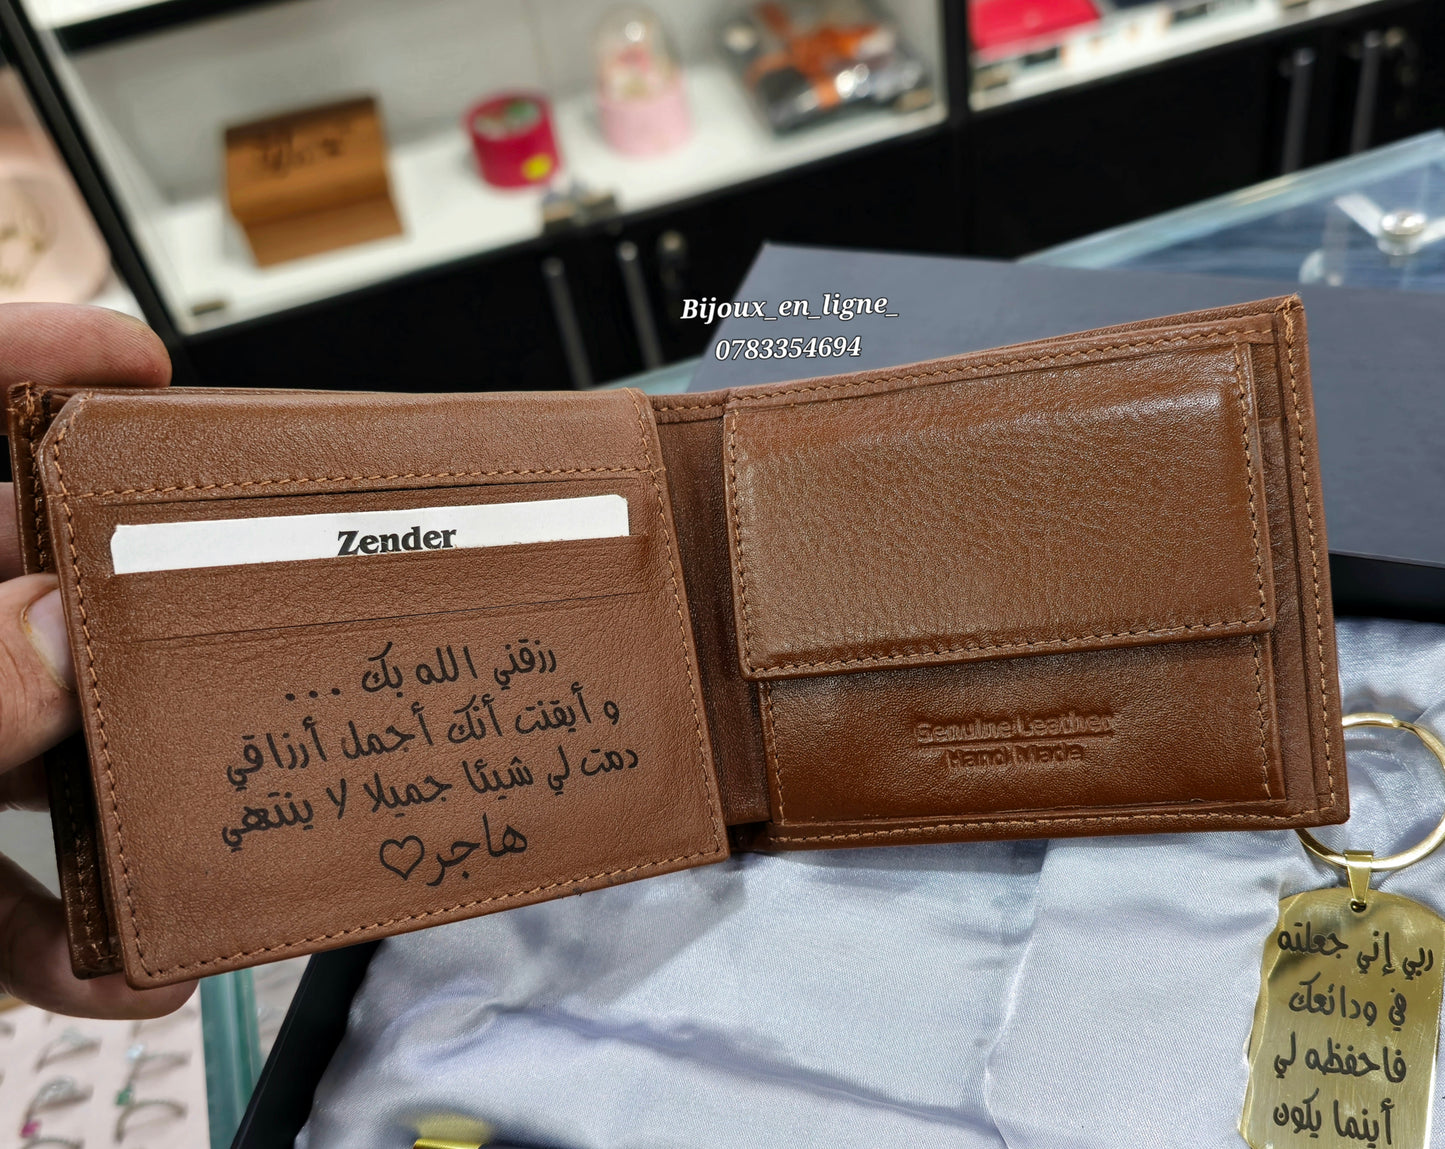 Bijoux_en_ligne_
0783354694
Zender
رزقني الله بك ...
و أيقنت أنك أجمل أرزاقي
دمت لي شيئا جميلا لا ينتهي
هاجر♡
Genuine Leather
Hand Made
ربي إني جعلته
في ودائعك
فاحفظه لي
أينما يكون